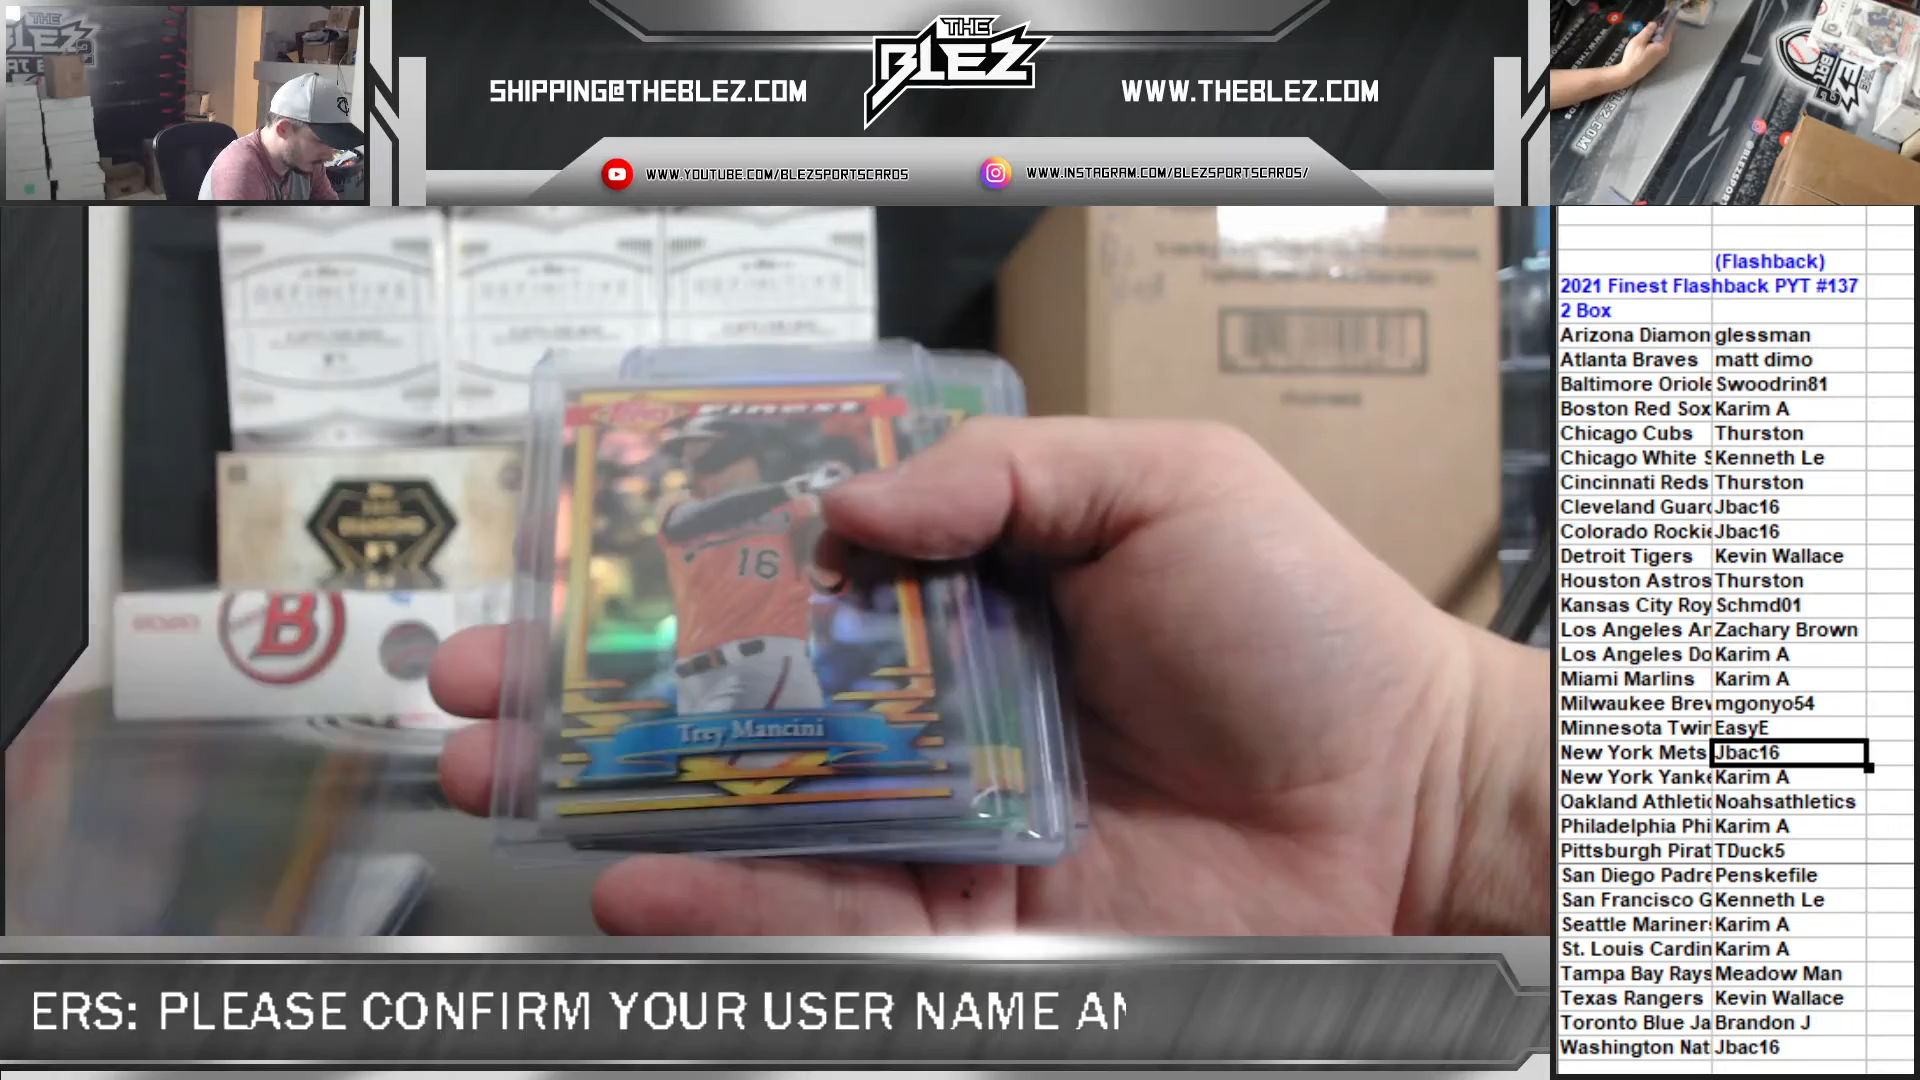 THE
BLEZ
SHIPPING@THEBLEZ.COM
WWW.THEBLEZ.COM
WWW.YOUTUBE.COM/BLEZSPORTSCARDS
WWW.INSTAGRAM.COM/BLEZSPORTSCARDS/
(Flashback)
2021 Finest Flashback PYT #137
2 Box
Arizona Diamon glessman
Atlanta Braves matt dimo
Baltimore Oriole Swoodrin81
Boston Red Sox Karim A
Chicago Cubs Thurston
Chicago White S Kenneth Le
Cincinnati Reds Thurston
Cleveland Guard Jbac16
Colorado Rockie Jbac16
Detroit Tigers Kevin Wallace
Houston Astros Thurston
Kansas City Roy Schmd01
Los Angeles An Zachary Brown
Los Angeles Do Karim A
Miami Marlins Karim A
Milwaukee Brew mgonyo54
Minnesota Twin EasyE
New York Mets Jbac16
New York Yanke Karim A
Oakland Athletic Noahsathletics
Philadelphia Phi Karim A
Pittsburgh Pirat TDuck5
San Diego Padre Penskefile
San Francisco G Kenneth Le
Seattle Mariners Karim A
St. Louis Cardin Karim A
Tampa Bay Rays Meadow Man
Texas Rangers Kevin Wallace
Toronto Blue Ja Brandon J
Washington Nat Jbac16
Finest
16
Trey Mancini
B
ERS: PLEASE CONFIRM YOUR USER NAME AN